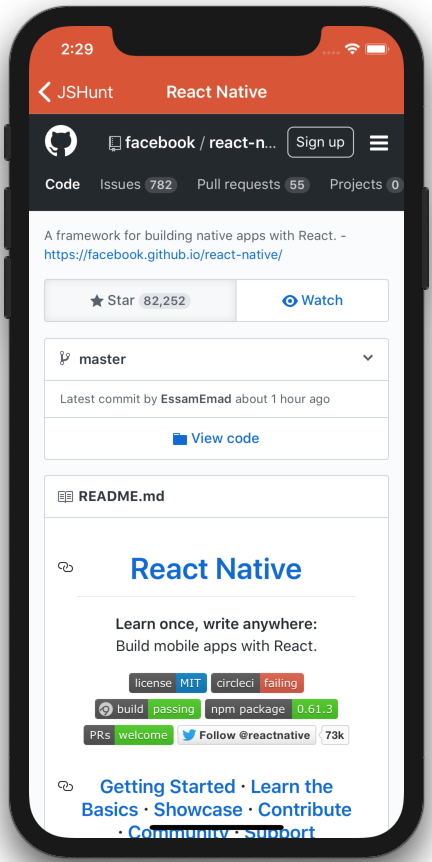 2:29
JSHunt React Native
facebook / react-n... Sign up
Code Issues 782 Pull requests 55 Projects 0
A framework for building native apps with React. -
https://facebook.github.io/react-native/
Star 82,252 Watch
master
Latest commit by EssamEmad about 1 hour ago
View code
README.md
React Native
Learn once, write anywhere:
Build mobile apps with React.
license MIT circleci failing
build passing npm package 0.61.3
PRs welcome Follow @reactnative 73k
Getting Started · Learn the
Basics · Showcase · Contribute
· Community · Support